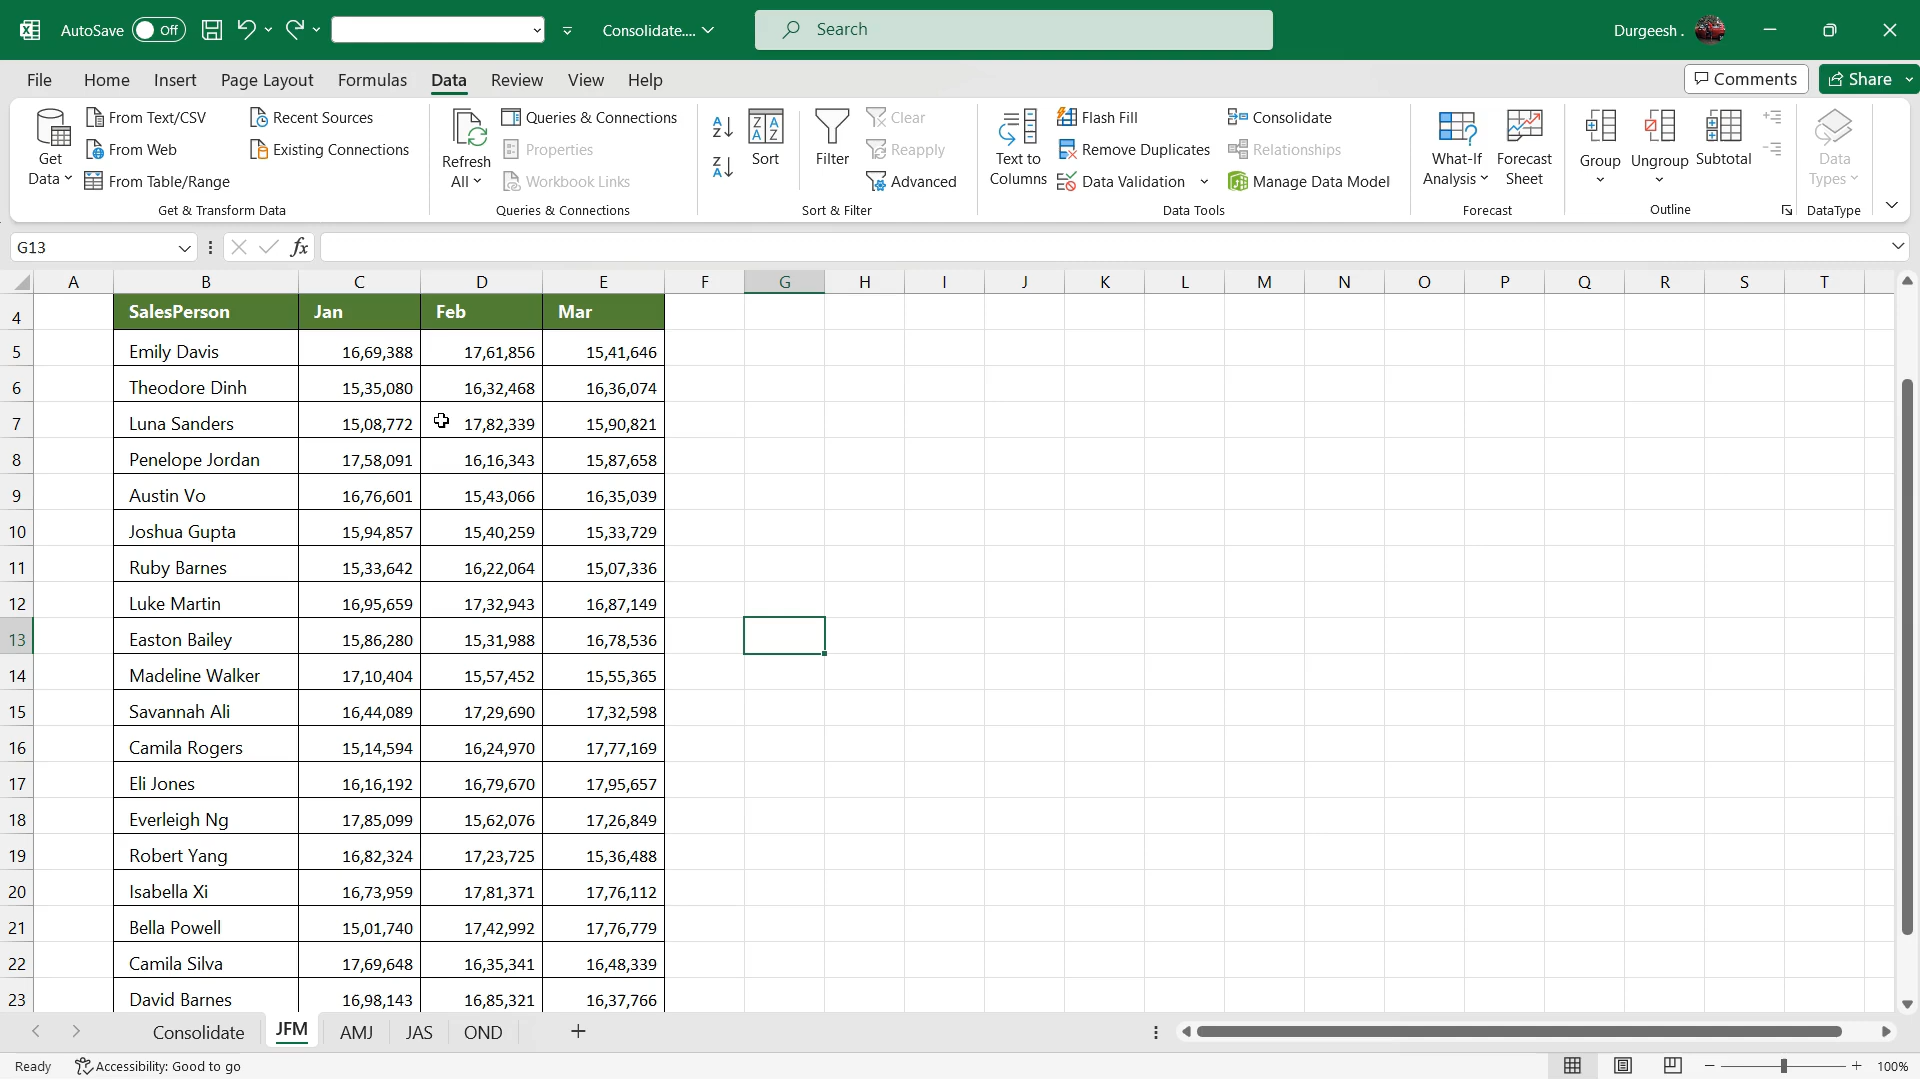 AutoSave Off Consolidate.... Search Durgeesh .
File Home Insert Page Layout Formulas Data Review View Help Comments Share
Get Data
From Text/CSV
From Web
From Table/Range
Recent Sources
Existing Connections
Get & Transform Data
Refresh All
Queries & Connections
Properties
Workbook Links
Queries & Connections
Sort
Filter
Clear
Reapply
Advanced
Sort & Filter
Text to Columns
Flash Fill
Remove Duplicates
Data Validation
Consolidate
Relationships
Manage Data Model
Data Tools
What-If Analysis
Forecast Sheet
Forecast
Group
Ungroup
Subtotal
Outline
Data Types
DataType
G13 fx
A B C D E F G H I J K L M N O P Q R S T
4 SalesPerson Jan Feb Mar
5 Emily Davis 16,69,388 17,61,856 15,41,646
6 Theodore Dinh 15,35,080 16,32,468 16,36,074
7 Luna Sanders 15,08,772 17,82,339 15,90,821
8 Penelope Jordan 17,58,091 16,16,343 15,87,658
9 Austin Vo 16,76,601 15,43,066 16,35,039
10 Joshua Gupta 15,94,857 15,40,259 15,33,729
11 Ruby Barnes 15,33,642 16,22,064 15,07,336
12 Luke Martin 16,95,659 17,32,943 16,87,149
13 Easton Bailey 15,86,280 15,31,988 16,78,536
14 Madeline Walker 17,10,404 15,57,452 15,55,365
15 Savannah Ali 16,44,089 17,29,690 17,32,598
16 Camila Rogers 15,14,594 16,24,970 17,77,169
17 Eli Jones 16,16,192 16,79,670 17,95,657
18 Everleigh Ng 17,85,099 15,62,076 17,26,849
19 Robert Yang 16,82,324 17,23,725 15,36,488
20 Isabella Xi 16,73,959 17,81,371 17,76,112
21 Bella Powell 15,01,740 17,42,992 17,76,779
22 Camila Silva 17,69,648 16,35,341 16,48,339
23 David Barnes 16,98,143 16,85,321 16,37,766
Consolidate JFM AMJ JAS OND
Ready Accessibility: Good to go 100%